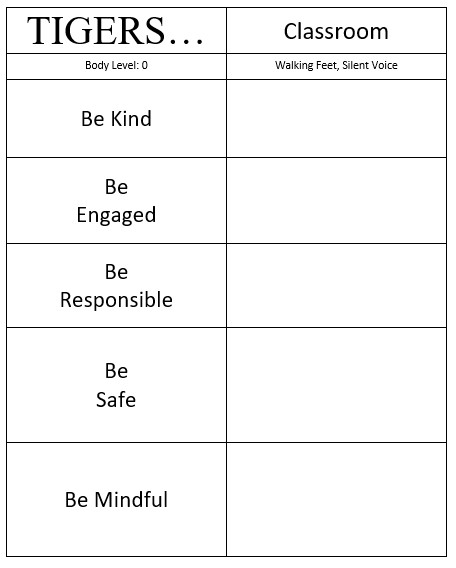 TIGERS…
Classroom
Body Level: 0
Walking Feet, Silent Voice
Be Kind
Be
Engaged
Be
Responsible
Be
Safe
Be Mindful